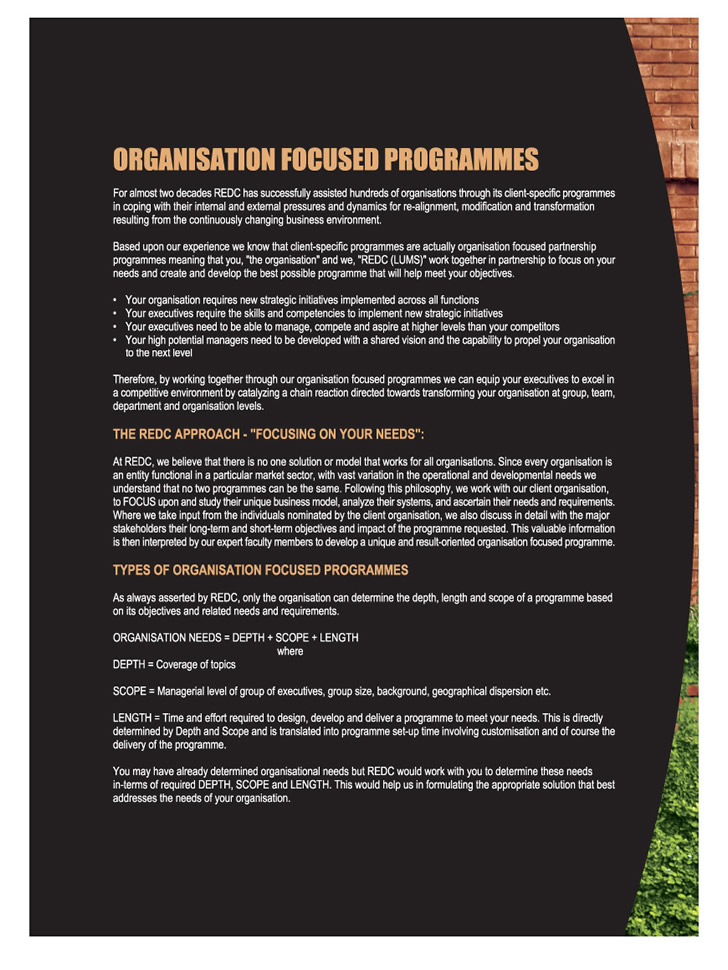 ORGANISATION FOCUSED PROGRAMMES
For almost two decades REDC has successfully assisted hundreds of organisations through its client-specific programmes
in coping with their internal and external pressures and dynamics for re-alignment, modification and transformation
resulting from the continuously changing business environment.
Based upon our experience we know that client-specific programmes are actually organisation focused partnership
programmes meaning that you, "the organisation" and we, "REDC (LUMS)" work together in partnership to focus on your
needs and create and develop the best possible programme that will help meet your objectives.
• Your organisation requires new strategic initiatives implemented across all functions
• Your executives require the skills and competencies to implement new strategic initiatives
• Your executives need to be able to manage, compete and aspire at higher levels than your competitors
• Your high potential managers need to be developed with a shared vision and the capability to propel your organisation
to the next level
Therefore, by working together through our organisation focused programmes we can equip your executives to excel in
a competitive environment by catalyzing a chain reaction directed towards transforming your organisation at group, team,
department and organisation levels.
THE REDC APPROACH - "FOCUSING ON YOUR NEEDS":
At REDC, we believe that there is no one solution or model that works for all organisations. Since every organisation is
an entity functional in a particular market sector, with vast variation in the operational and developmental needs we
understand that no two programmes can be the same. Following this philosophy, we work with our client organisation,
to FOCUS upon and study their unique business model, analyze their systems, and ascertain their needs and requirements.
Where we take input from the individuals nominated by the client organisation, we also discuss in detail with the major
stakeholders their long-term and short-term objectives and impact of the programme requested. This valuable information
is then interpreted by our expert faculty members to develop a unique and result-oriented organisation focused programme.
TYPES OF ORGANISATION FOCUSED PROGRAMMES
As always asserted by REDC, only the organisation can determine the depth, length and scope of a programme based
on its objectives and related needs and requirements.
ORGANISATION NEEDS = DEPTH + SCOPE + LENGTH
where
DEPTH = Coverage of topics
SCOPE = Managerial level of group of executives, group size, background, geographical dispersion etc.
LENGTH = Time and effort required to design, develop and deliver a programme to meet your needs. This is directly
determined by Depth and Scope and is translated into programme set-up time involving customisation and of course the
delivery of the programme.
You may have already determined organisational needs but REDC would work with you to determine these needs
in-terms of required DEPTH, SCOPE and LENGTH. This would help us in formulating the appropriate solution that best
addresses the needs of your organisation.